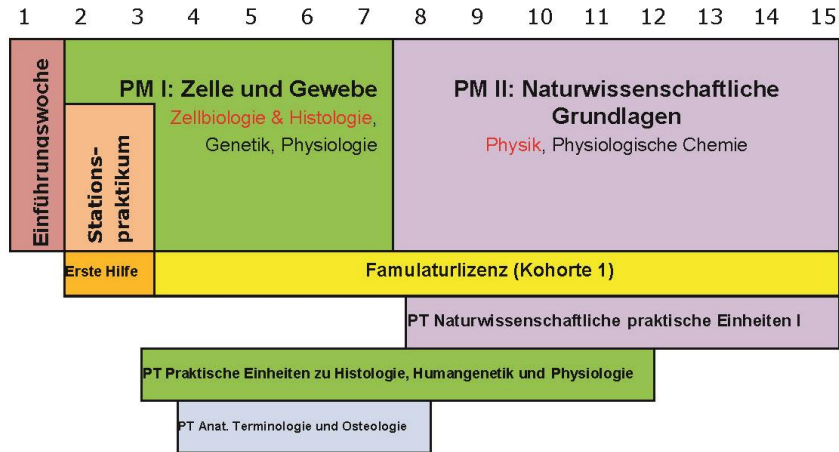 1 2 3 4 5 6 7 8 9 10 11 12 13 14 15
Einführungswoche
Stations-
praktikum
PM I: Zelle und Gewebe
Zellbiologie & Histologie,
Genetik, Physiologie
PM II: Naturwissenschaftliche
Grundlagen
Physik, Physiologische Chemie
Erste Hilfe
Famulaturlizenz (Kohorte 1)
PT Naturwissenschaftliche praktische Einheiten I
PT Praktische Einheiten zu Histologie, Humangenetik und Physiologie
PT Anat. Terminologie und Osteologie